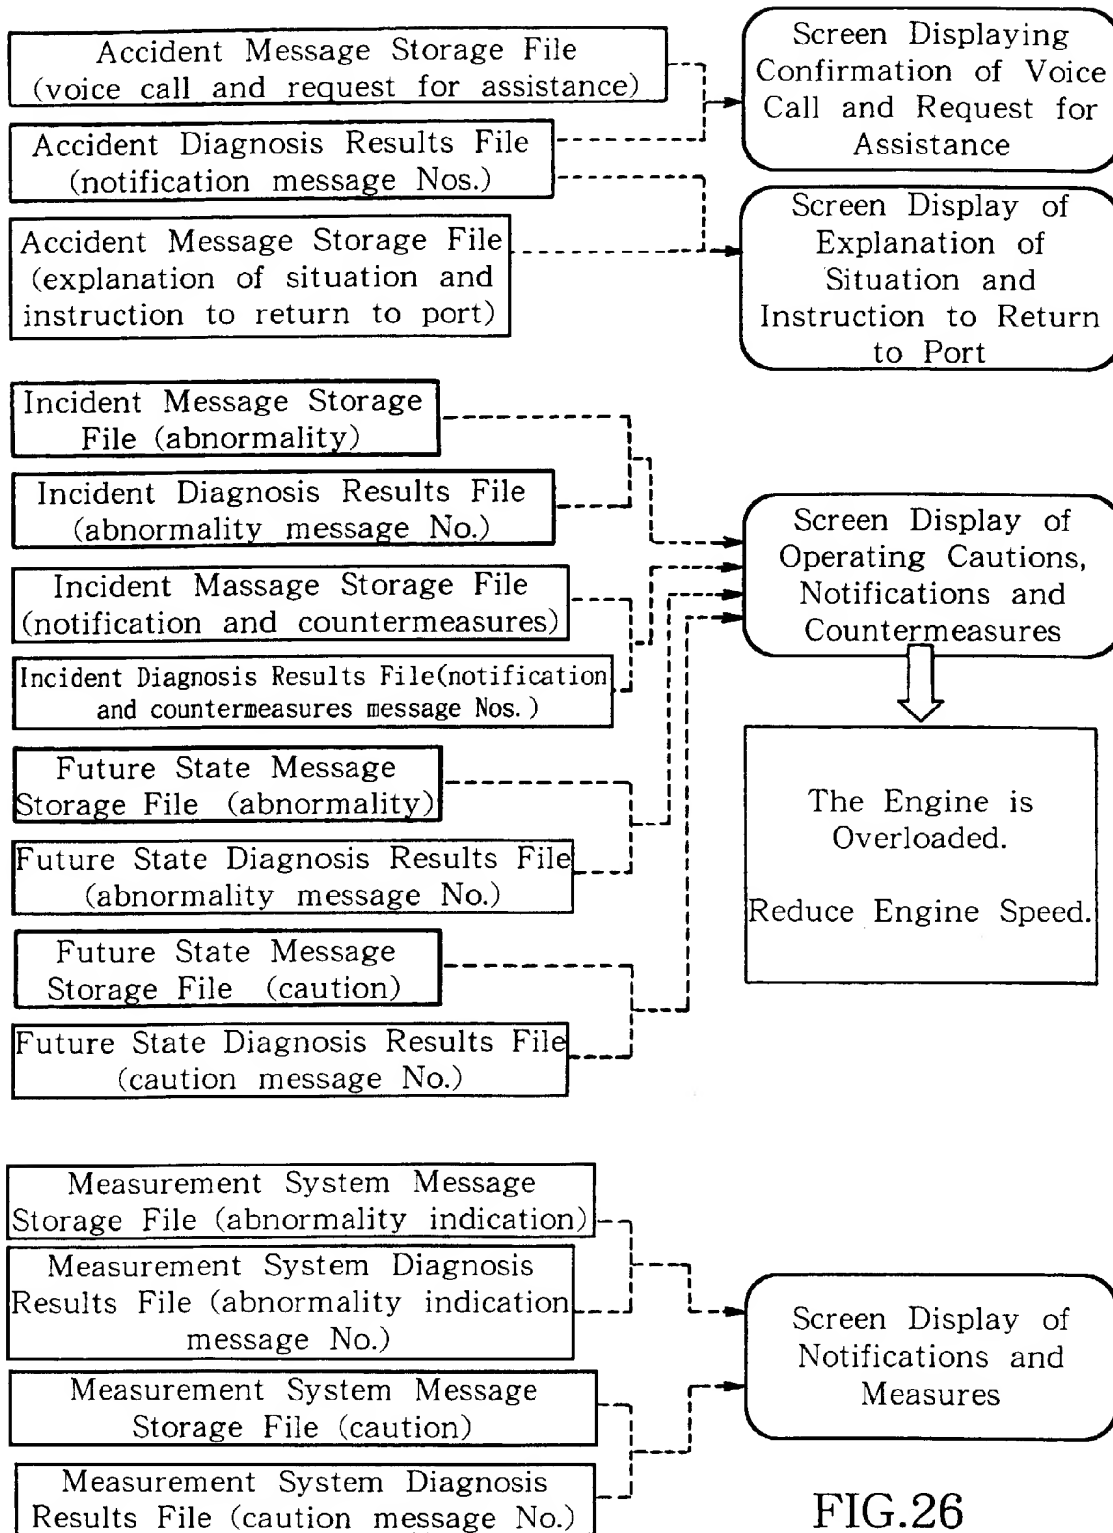 Accident Message Storage File
(voice call and request for assistance)
Accident Diagnosis Results File
(notification message Nos.)
Accident Message Storage File
(explanation of situation and
instruction to return to port)
Screen Displaying
Confirmation of Voice
Call and Request for
Assistance
Screen Display of
Explanation of
Situation and
Instruction to Return
to Port
Incident Message Storage
File (abnormality)
Incident Diagnosis Results File
(abnormality message No.)
Incident Massage Storage File
(notification and countermeasures)
Incident Diagnosis Results File(notification
and countermeasures message Nos.)
Future State Message
Storage File (abnormality)
Future State Diagnosis Results File
(abnormality message No.)
Future State Message
Storage File (caution)
Future State Diagnosis Results File
(caution message No.)
Screen Display of
Operating Cautions,
Notifications and
Countermeasures
The Engine is
Overloaded.
Reduce Engine Speed.
Measurement System Message
Storage File (abnormality indication)
Measurement System Diagnosis
Results File (abnormality indication
message No.)
Measurement System Message
Storage File (caution)
Measurement System Diagnosis
Results File (caution message No.)
Screen Display of
Notifications and
Measures
FIG.26